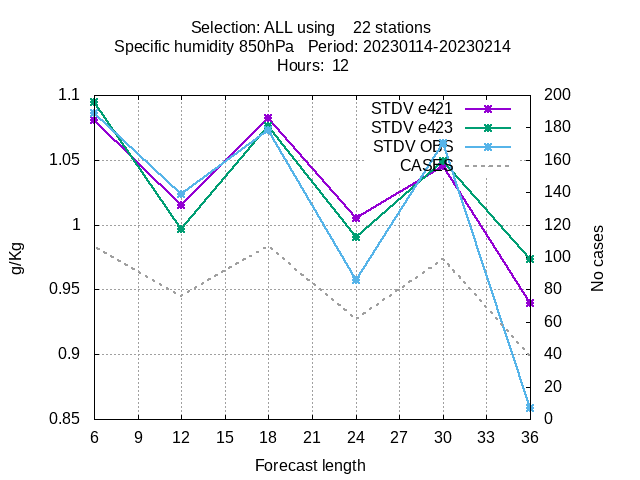 Selection: ALL using    22 stations
Specific humidity 850hPa   Period: 20230114-20230214
Hours:  12
STDV e421
STDV e423
STDV OBS
CASES
1.1
1.05
1
0.95
0.9
0.85
g/Kg
200
180
160
140
120
100
80
60
40
20
0
No cases
6 9 12 15 18 21 24 27 30 33 36
Forecast length